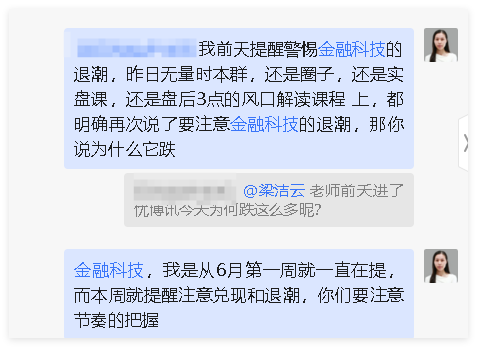 我前天提醒警惕金融科技的
退潮，昨日无量时本群，还是圈子，还是实
盘课，还是盘后3点的风口解读课程 上，都
明确再次说了要注意金融科技的退潮，那你
说为什么它跌
@梁洁云 老师前天进了
优博讯今天为何跌这么多呢?
金融科技，我是从6月第一周就一直在提，
而本周就提醒注意兑现和退潮，你们要注意
节奏的把握